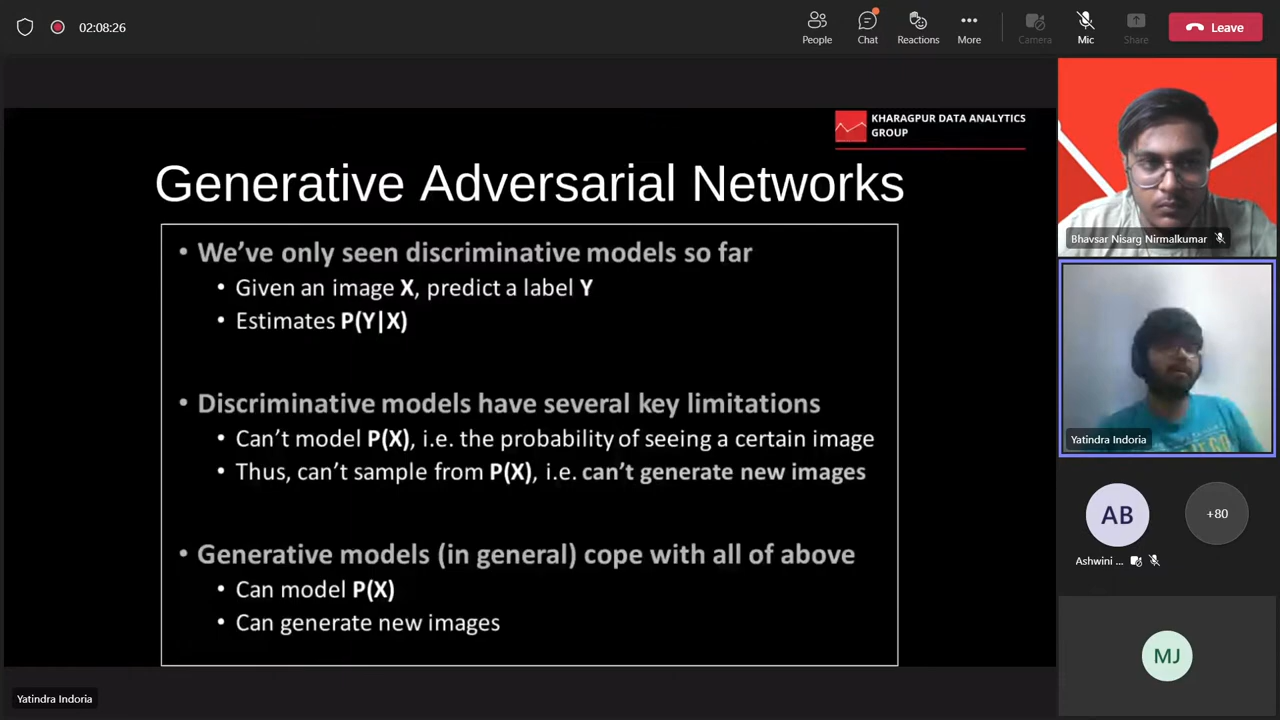 02:08:26
People
Chat
Reactions
More
Camera
Mic
Share
Leave
KHARAGPUR DATA ANALYTICS
GROUP
Generative Adversarial Networks
• We’ve only seen discriminative models so far
• Given an image X, predict a label Y
• Estimates P(Y|X)
• Discriminative models have several key limitations
• Can’t model P(X), i.e. the probability of seeing a certain image
• Thus, can’t sample from P(X), i.e. can’t generate new images
• Generative models (in general) cope with all of above
• Can model P(X)
• Can generate new images
Yatindra Indoria
Bhavsar Nisarg Nirmalkumar
Yatindra Indoria
AB
+80
Ashwini ...
MJ